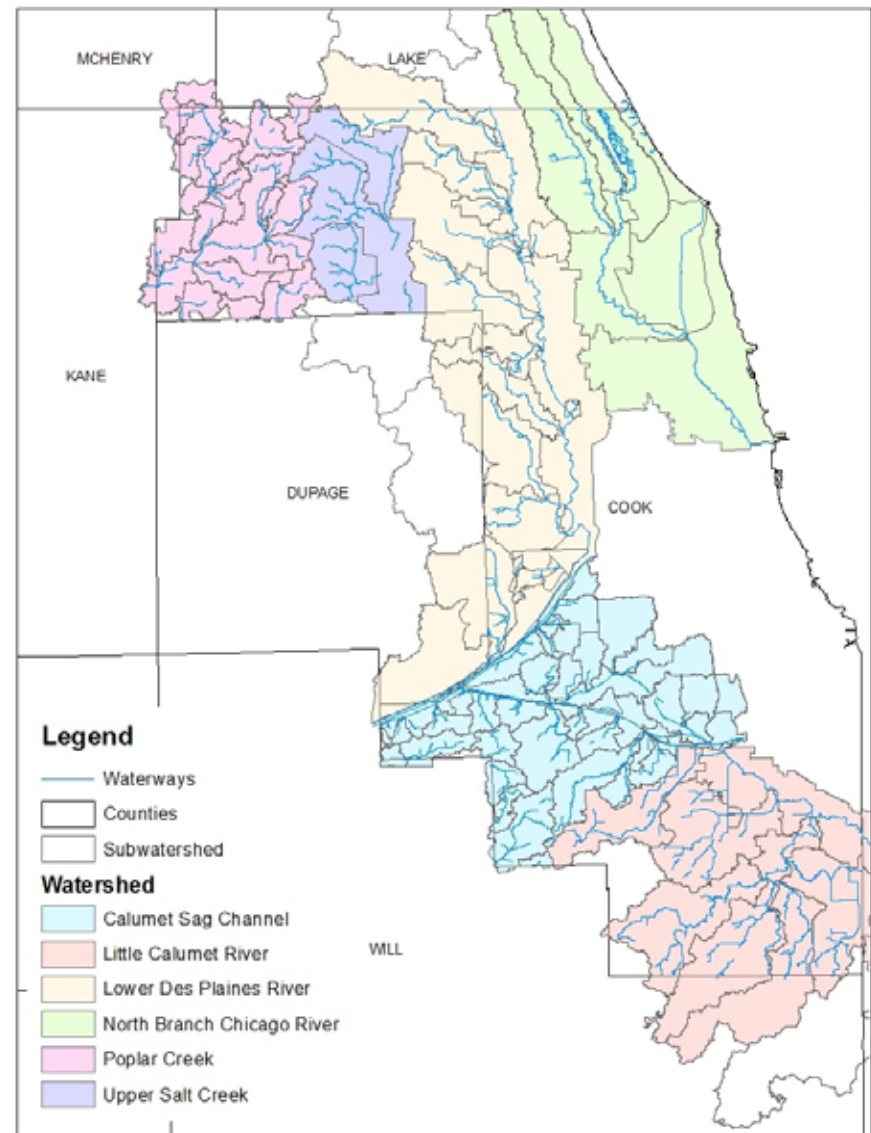 MCHENRY
LAKE
KANE
DUPAGE
COOK
WILL
Legend
Waterways
Counties
Subwatershed
Watershed
Calumet Sag Channel
Little Calumet River
Lower Des Plaines River
North Branch Chicago River
Poplar Creek
Upper Salt Creek